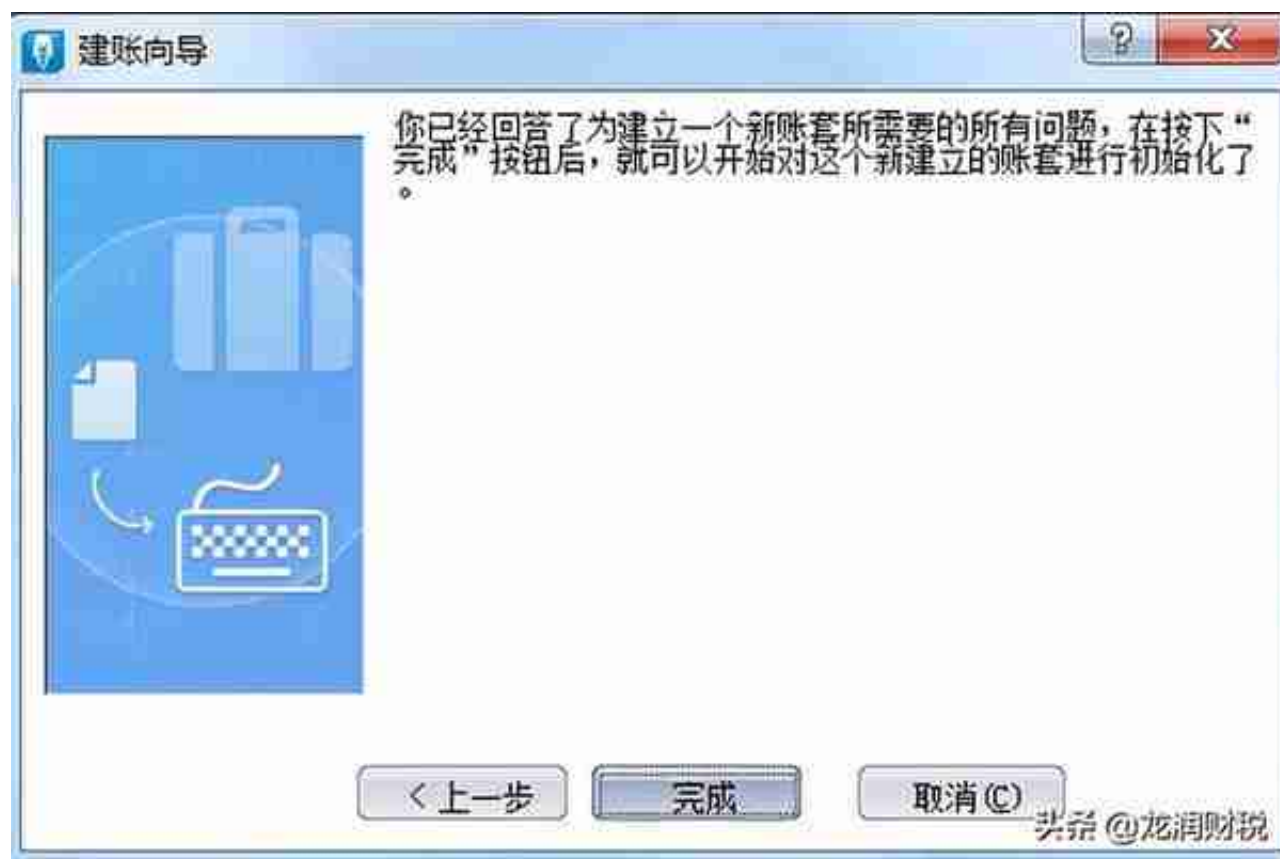 建账向导
你已经回答了为建立一个新账套所需要的所有问题，在按下“
完成”按钮后，就可以开始对这个新建立的账套进行初始化了
。
<上一步
完成
取消(C)
头条 @龙润财税